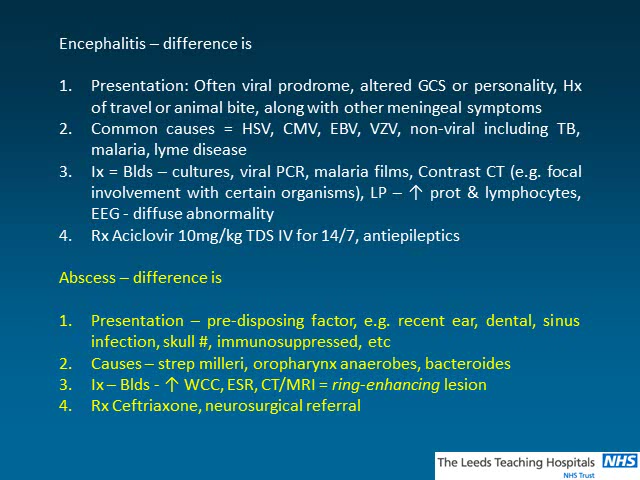 Encephalitis – difference is
1. Presentation: Often viral prodrome, altered GCS or personality, Hx
of travel or animal bite, along with other meningeal symptoms
2. Common causes = HSV, CMV, EBV, VZV, non-viral including TB,
malaria, lyme disease
3. Ix = Blds – cultures, viral PCR, malaria films, Contrast CT (e.g. focal
involvement with certain organisms), LP – ↑ prot & lymphocytes,
EEG - diffuse abnormality
4. Rx Aciclovir 10mg/kg TDS IV for 14/7, antiepileptics
Abscess – difference is
1. Presentation – pre-disposing factor, e.g. recent ear, dental, sinus
infection, skull #, immunosuppressed, etc
2. Causes – strep milleri, oropharynx anaerobes, bacteroides
3. Ix – Blds - ↑ WCC, ESR, CT/MRI = ring-enhancing lesion
4. Rx Ceftriaxone, neurosurgical referral
The Leeds Teaching Hospitals NHS
NHS Trust